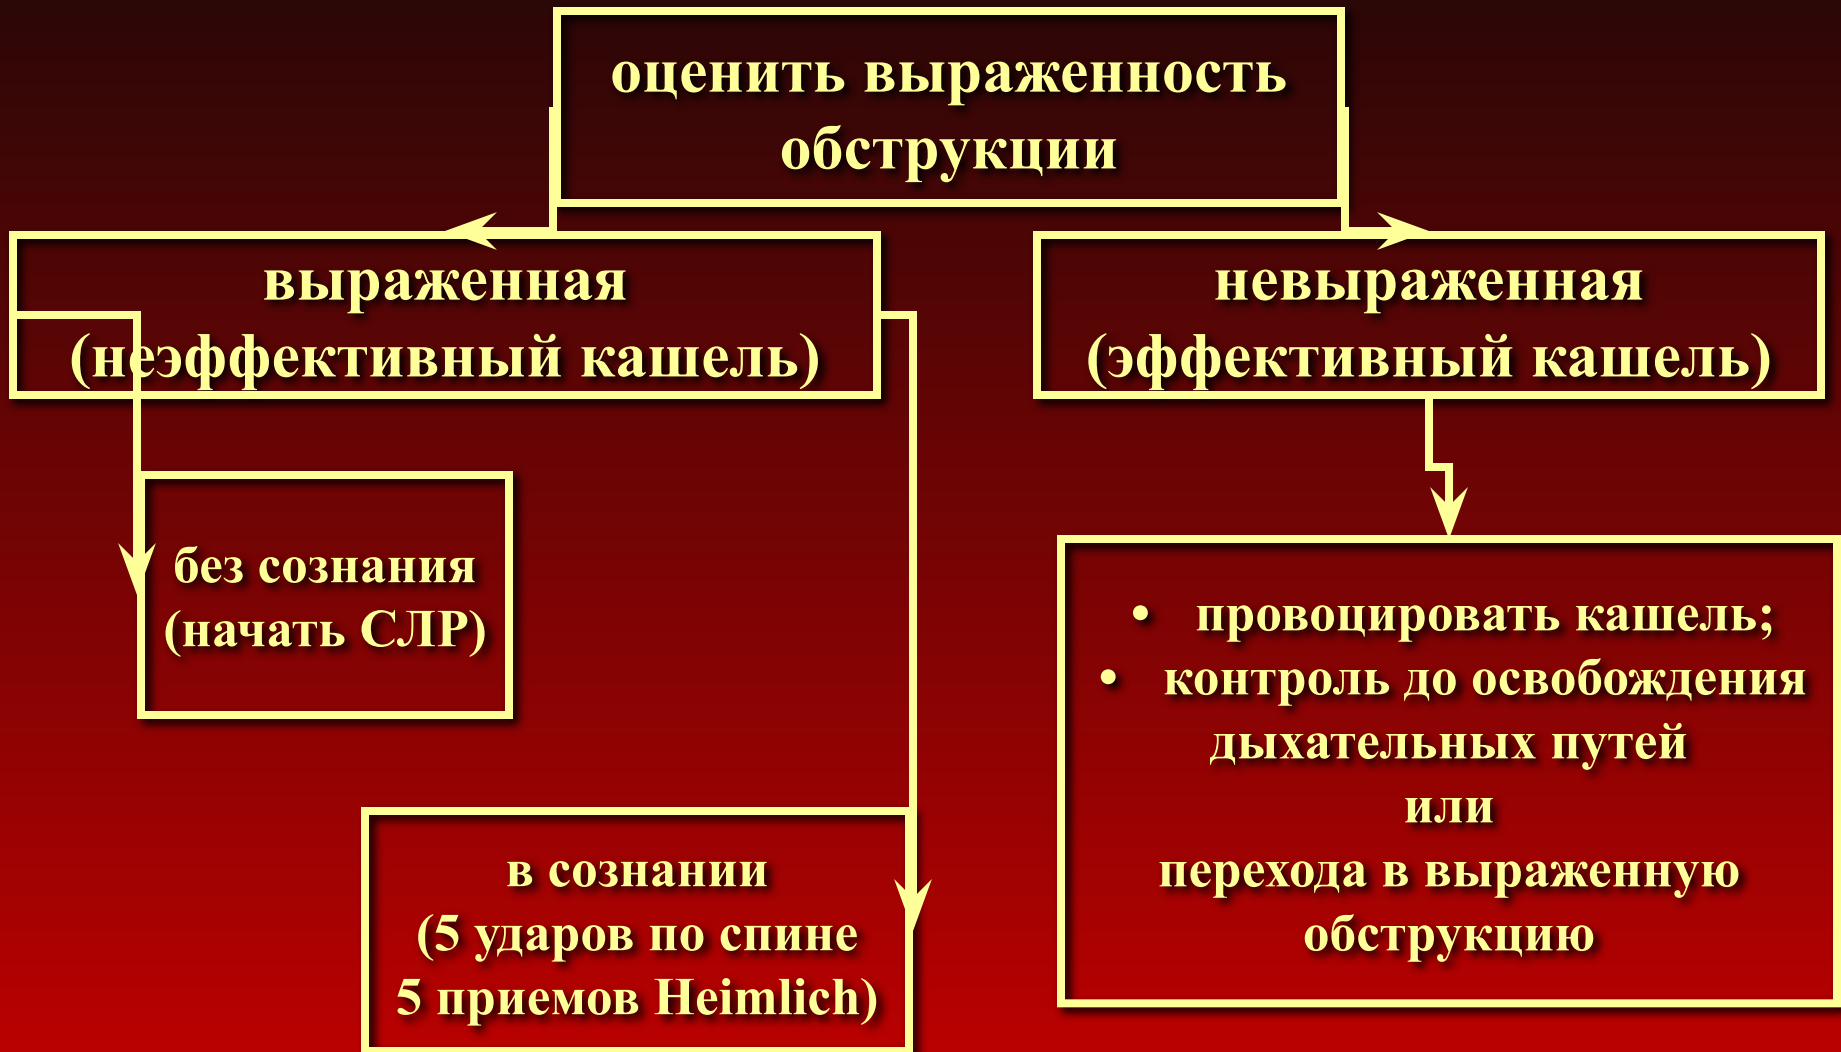 оценить выраженность
обструкции
выраженная
(неэффективный кашель)
невыраженная
(эффективный кашель)
без сознания
(начать СЛР)
в сознании
(5 ударов по спине
5 приемов Heimlich)
• провоцировать кашель;
• контроль до освобождения
дыхательных путей
или
перехода в выраженную
обструкцию